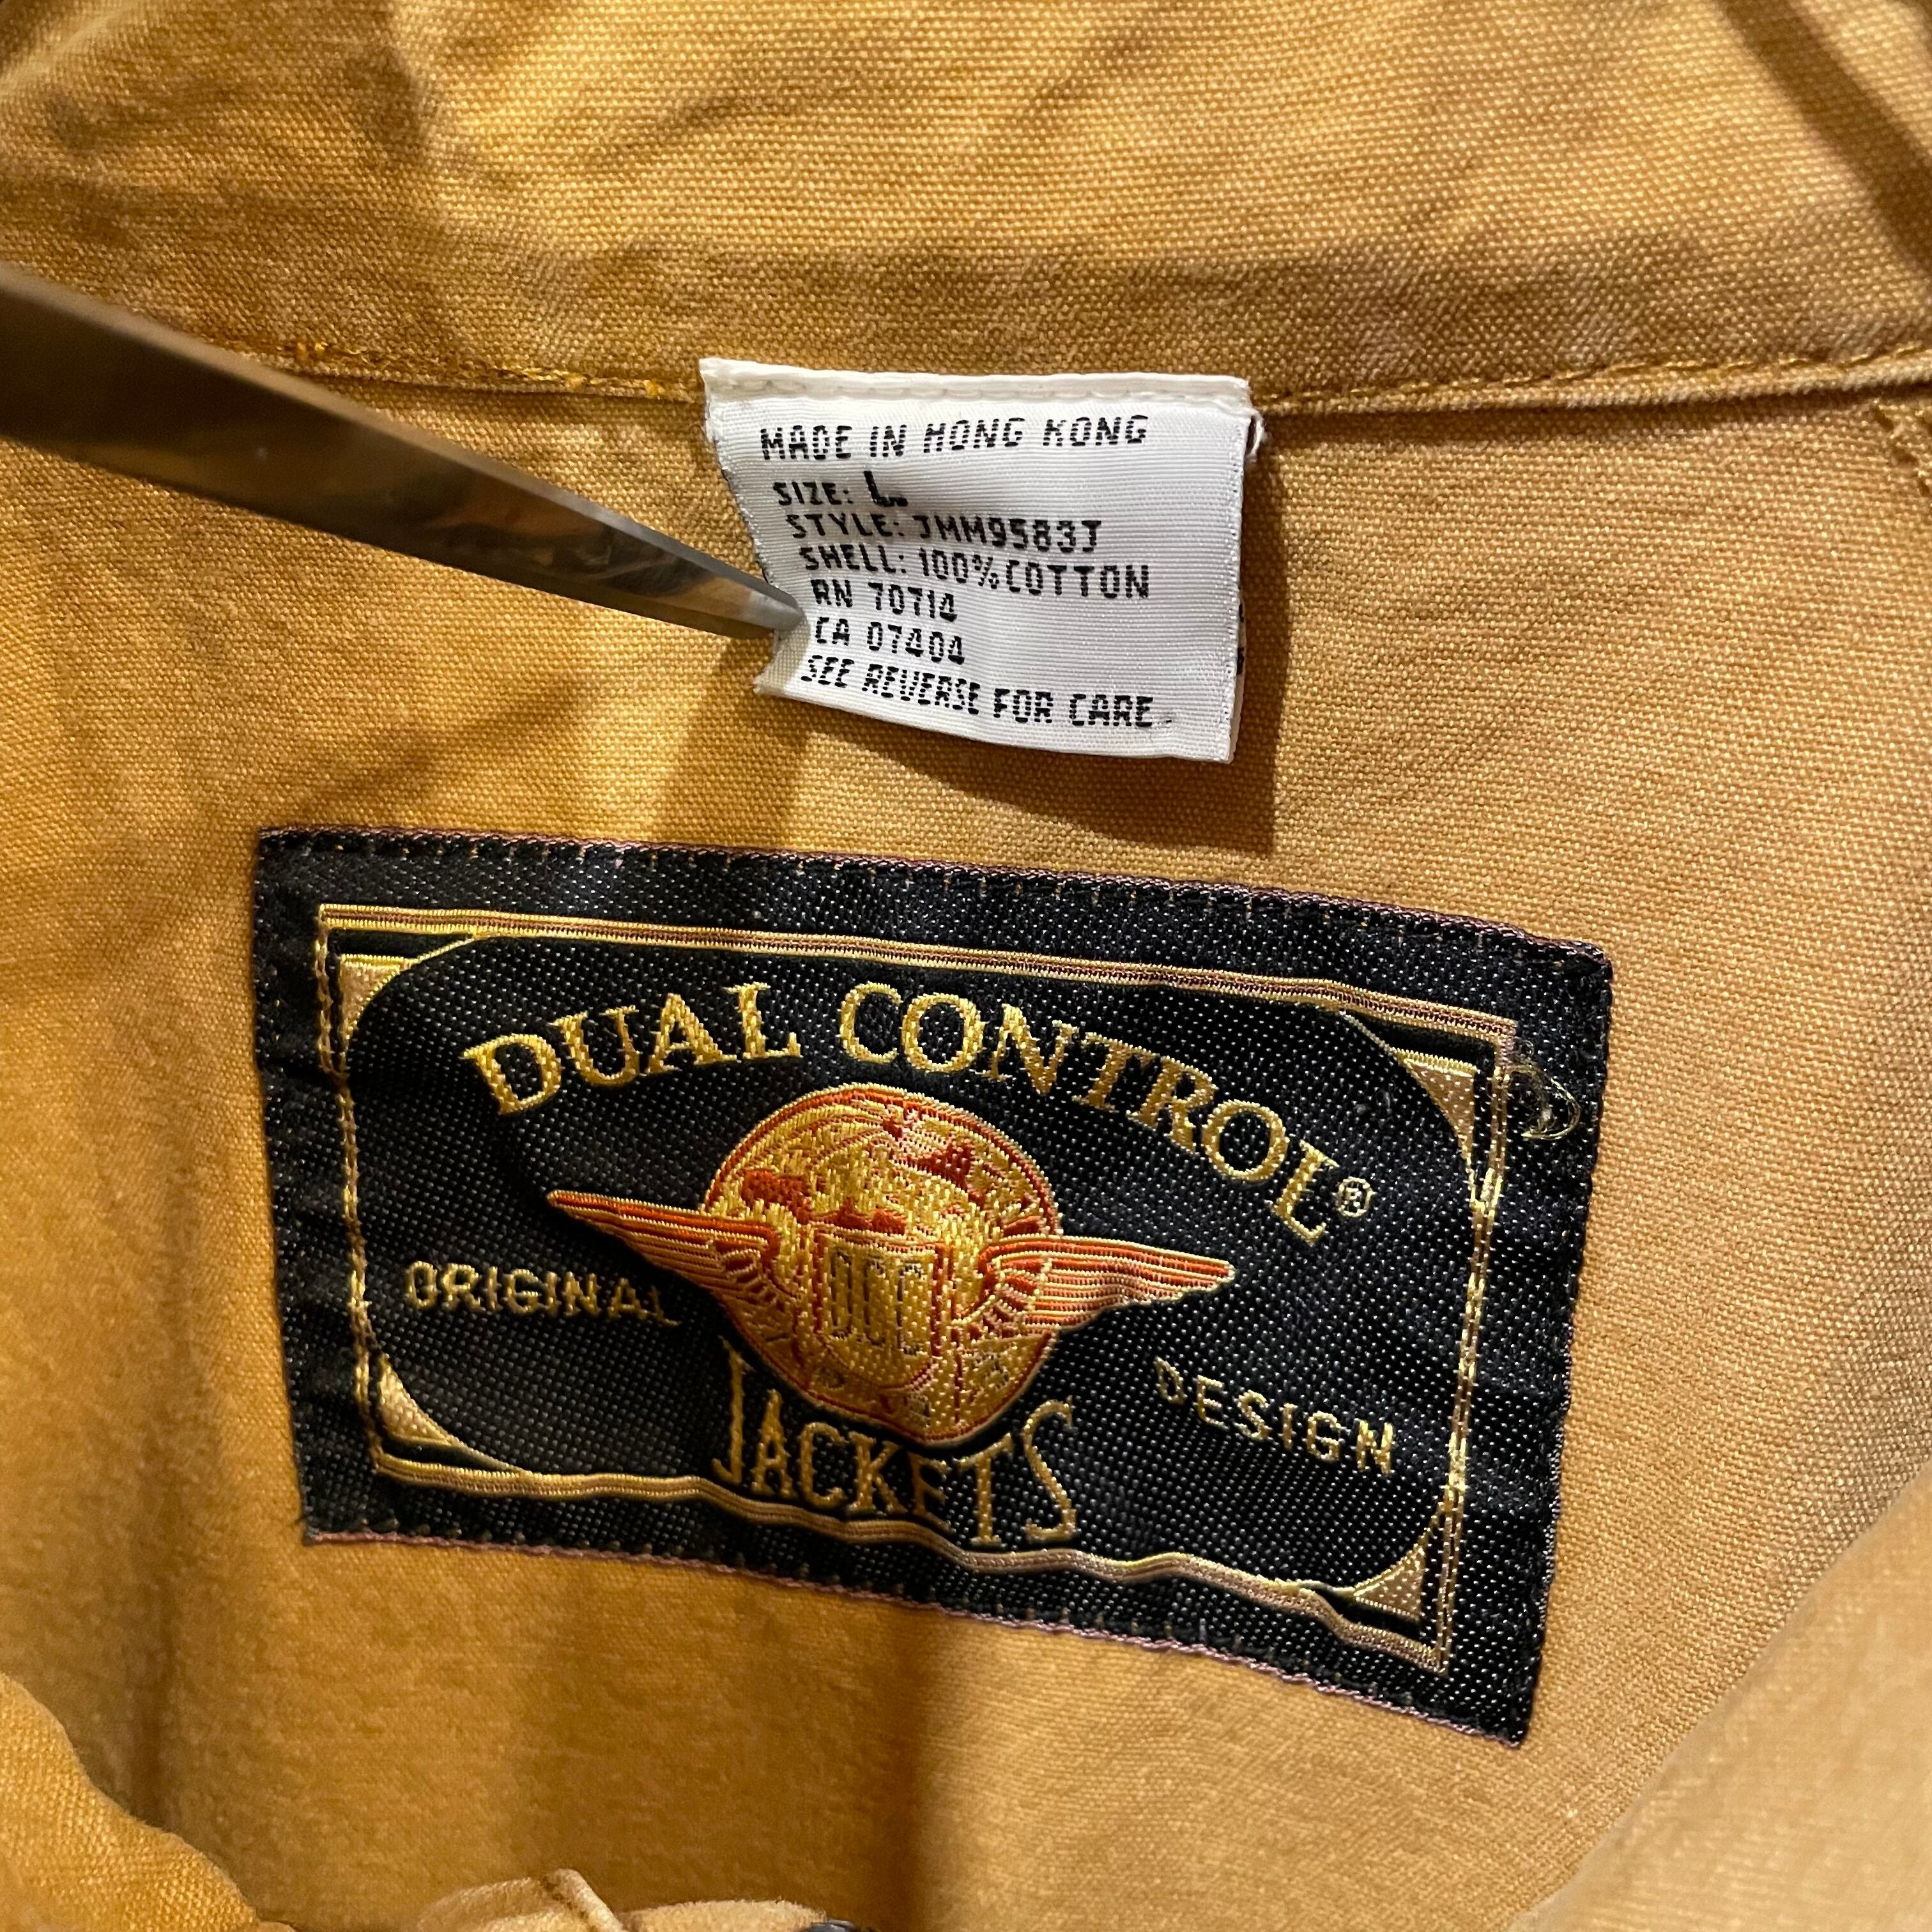 MADE IN HONG KONG
SIZE: L.
STYLE: JMM9583J
SHELL: 100% COTTON
RN 70714
CA 07404
SEE REVERSE FOR CARE.
DUAL CONTROL®
ORIGINAL
D.C C
DESIGN
JACKETS